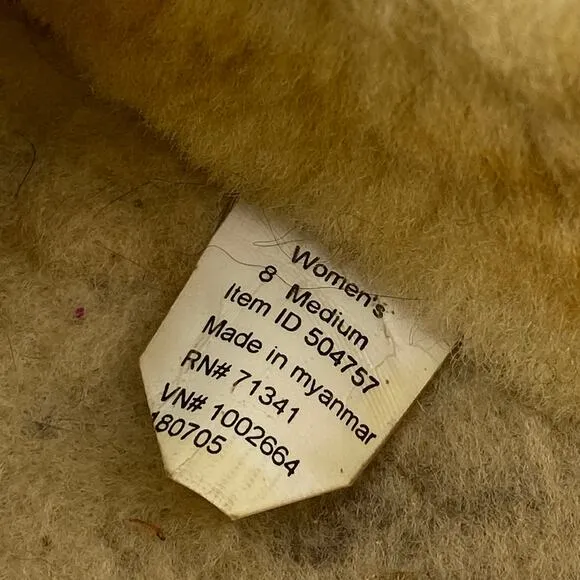 Women's
8 Medium
Item ID 504757
Made in myanmar
RN# 71341
VN# 1002664
180705